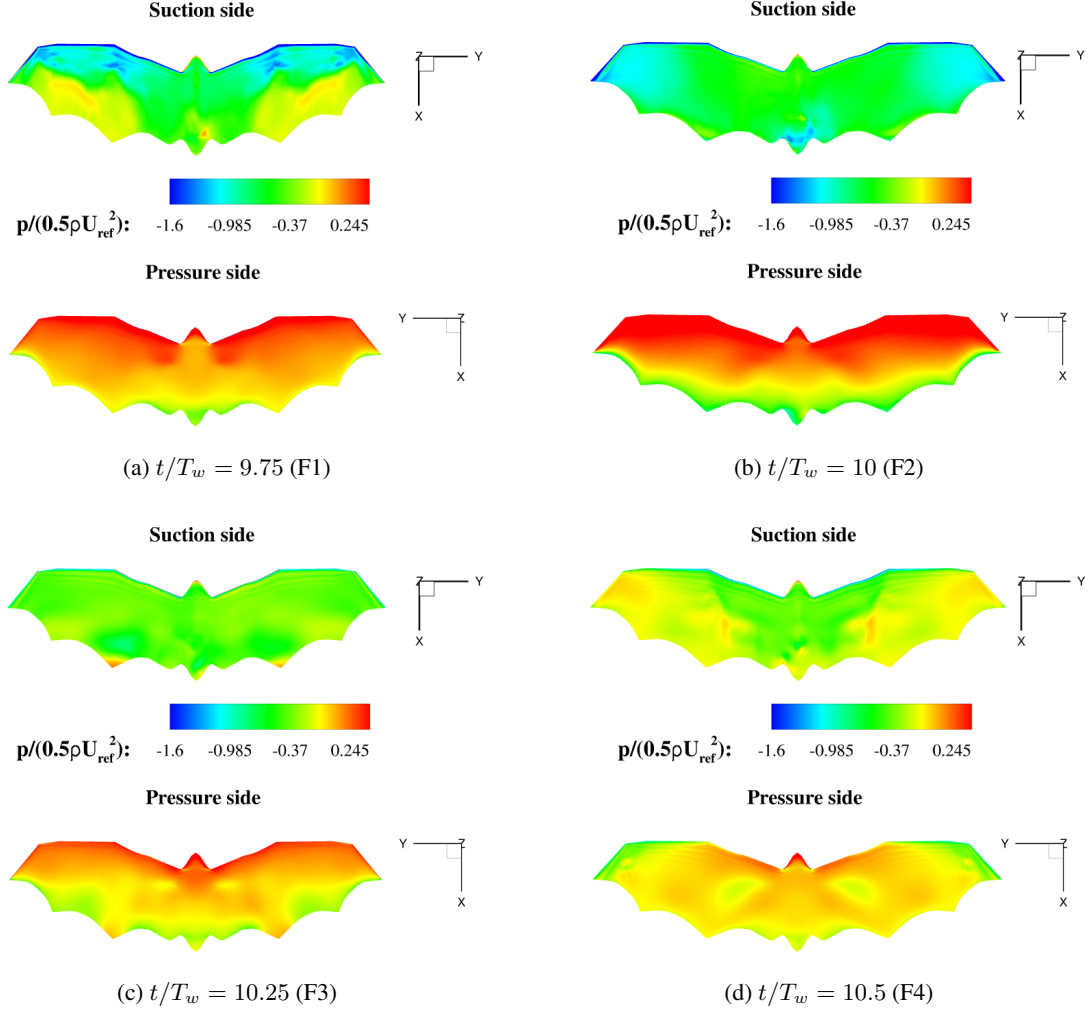 Suction side
Z Y
X
p/(0.5ρU_ref^2): -1.6 -0.985 -0.37 0.245
Pressure side
Y Z
X
(a) t/T_w = 9.75 (F1)
Suction side
Z Y
X
p/(0.5ρU_ref^2): -1.6 -0.985 -0.37 0.245
Pressure side
Y Z
X
(b) t/T_w = 10 (F2)
Suction side
Z Y
X
p/(0.5ρU_ref^2): -1.6 -0.985 -0.37 0.245
Pressure side
Y Z
X
(c) t/T_w = 10.25 (F3)
Suction side
Z Y
X
p/(0.5ρU_ref^2): -1.6 -0.985 -0.37 0.245
Pressure side
Y Z
X
(d) t/T_w = 10.5 (F4)